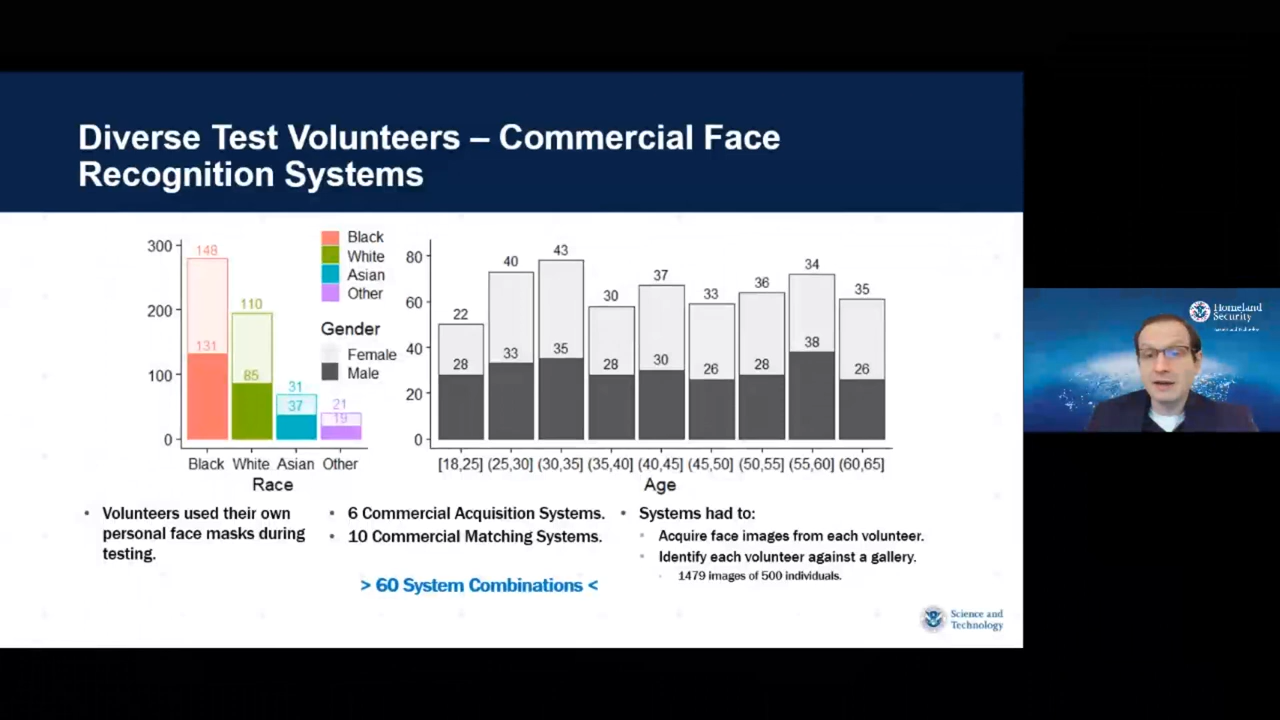 Diverse Test Volunteers – Commercial Face
Recognition Systems
300
200
100
0
148
131
110
85
31
37
21
19
Black White Asian Other
Race
Black
White
Asian
Other
Gender
Female
Male
80
60
40
20
0
22
28
40
33
43
35
30
28
37
30
33
26
36
28
34
38
35
26
[18,25] (25,30] (30,35] (35,40] (40,45] (45,50] (50,55] (55,60] (60,65]
Age
• Volunteers used their own
personal face masks during
testing.
• 6 Commercial Acquisition Systems.
• 10 Commercial Matching Systems.
> 60 System Combinations <
• Systems had to:
Acquire face images from each volunteer.
Identify each volunteer against a gallery.
1479 images of 500 individuals.
Science and
Technology
Homeland
Security